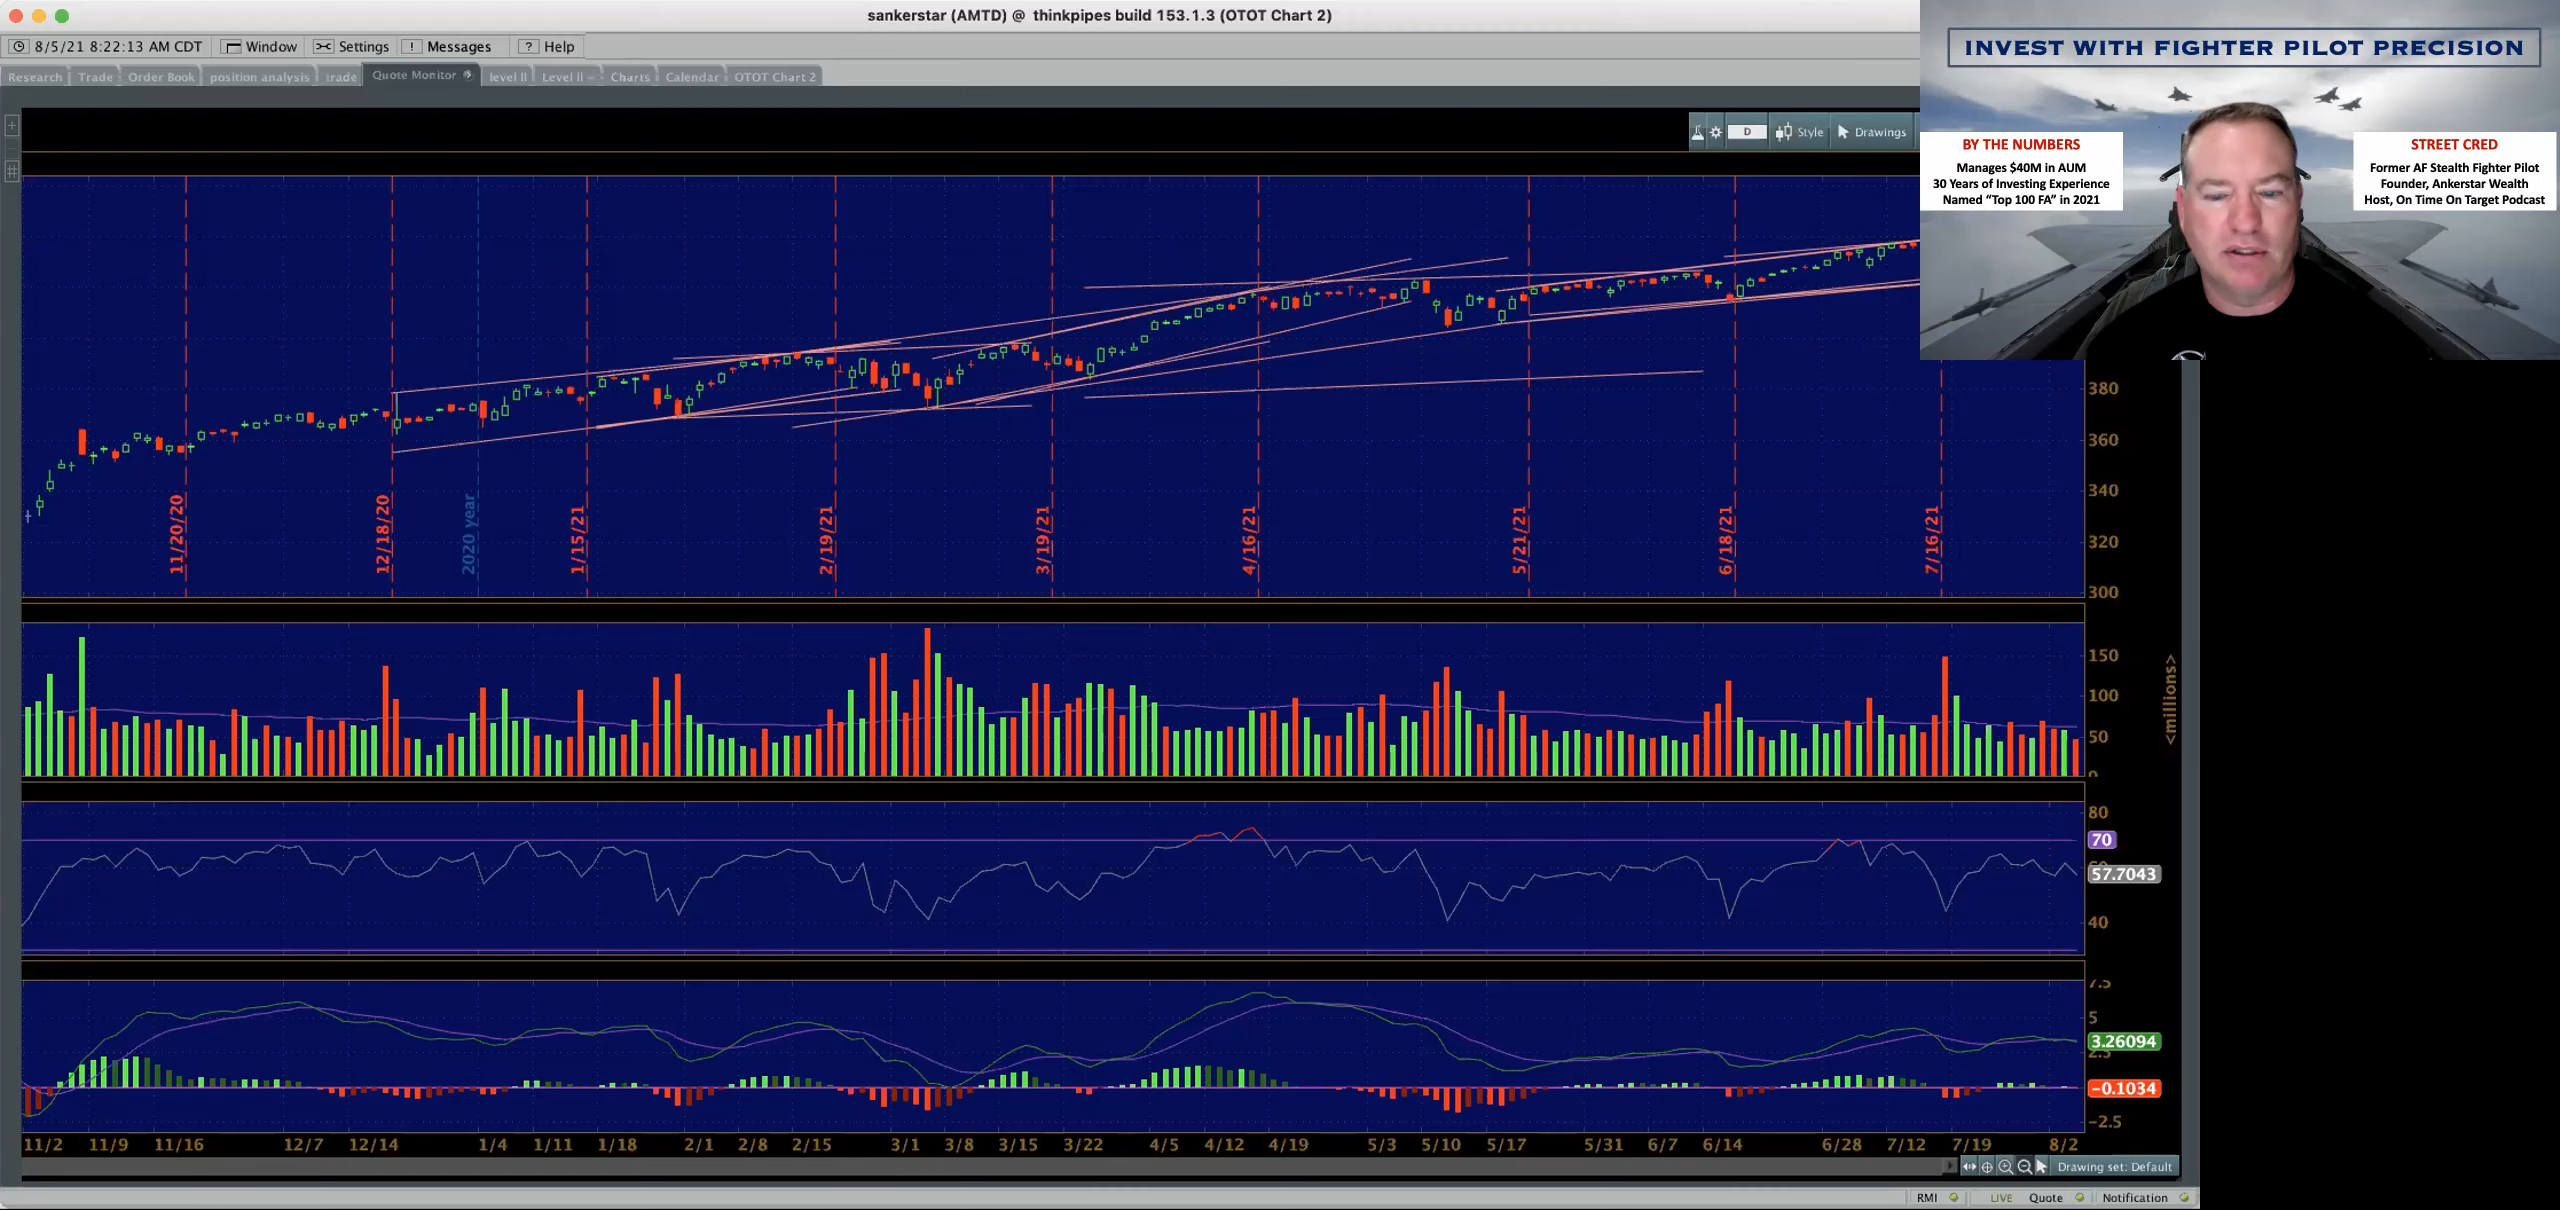 sankerstar (AMTD) @ thinkpipes build 153.1.3 (OTOT Chart 2)
8/5/21 8:22:13 AM CDT
Window
Settings
! Messages
? Help
Research
Trade
Order Book
position analysis
trade
Quote Monitor
level II
Level II -
Charts
Calendar
OTOT Chart 2
INVEST WITH FIGHTER PILOT PRECISION
BY THE NUMBERS
Manages $40M in AUM
30 Years of Investing Experience
Named “Top 100 FA” in 2021
STREET CRED
Former AF Stealth Fighter Pilot
Founder, Ankerstar Wealth
Host, On Time On Target Podcast
D
Style
Drawings
380
360
340
320
300
11/20/20
12/18/20
2020 year
1/15/21
2/19/21
3/19/21
4/16/21
5/21/21
6/18/21
7/16/21
150
100
50
0
<millions>
80
70
60
57.7043
40
7.5
5
3.26094
2.5
-0.1034
-2.5
11/2 11/9 11/16 12/7 12/14 1/4 1/11 1/18 2/1 2/8 2/15 3/1 3/8 3/15 3/22 4/5 4/12 4/19 5/3 5/10 5/17 5/31 6/7 6/14 6/28 7/12 7/19 8/2
Drawing set: Default
RMI
LIVE
Quote
Notification